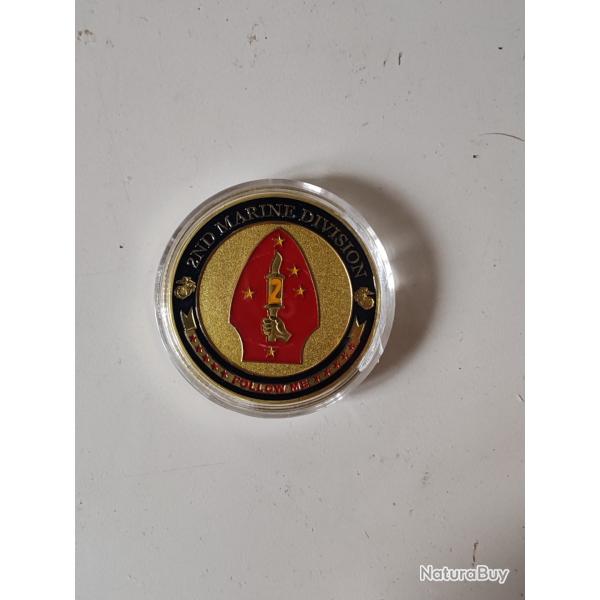 2ND MARINE DIVISION
2
FOLLOW ME
NaturaBuy